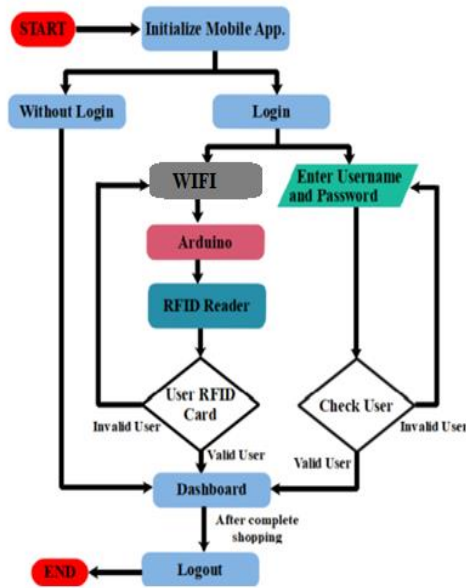 START
Initialize Mobile App.
Without Login
Login
WIFI
Enter Username
and Password
Arduino
RFID Reader
User RFID
Card
Check User
Invalid User
Invalid User
Valid User
Valid User
Dashboard
After complete
shopping
END
Logout